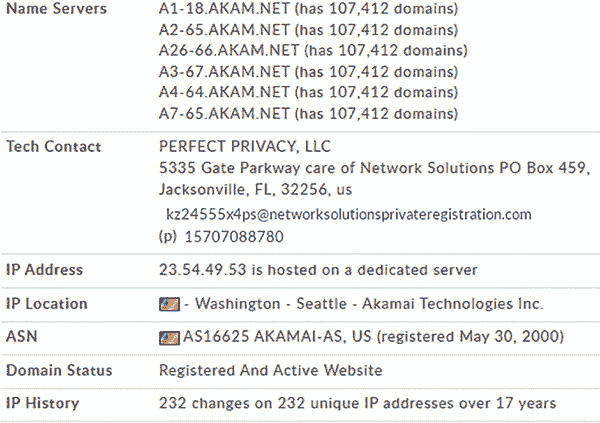 Name Servers A1-18.AKAM.NET (has 107,412 domains)
A2-65.AKAM.NET (has 107,412 domains)
A26-66.AKAM.NET (has 107,412 domains)
A3-67.AKAM.NET (has 107,412 domains)
A4-64.AKAM.NET (has 107,412 domains)
A7-65.AKAM.NET (has 107,412 domains)
Tech Contact PERFECT PRIVACY, LLC
5335 Gate Parkway care of Network Solutions PO Box 459,
Jacksonville, FL, 32256, us
kz24555x4ps@networksolutionsprivateregistration.com
(p) 15707088780
IP Address 23.54.49.53 is hosted on a dedicated server
IP Location - Washington - Seattle - Akamai Technologies Inc.
ASN AS16625 AKAMAI-AS, US (registered May 30, 2000)
Domain Status Registered And Active Website
IP History 232 changes on 232 unique IP addresses over 17 years